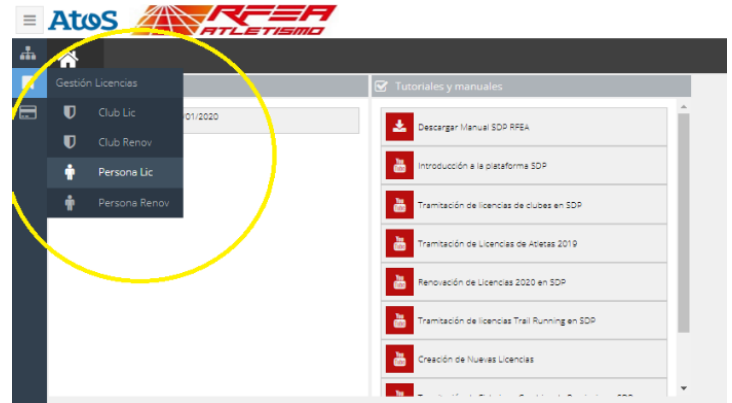 Atos RFEA
ATLETISMO
Gestión Licencias
Club Lic
Club Renov
Persona Lic
Persona Renov
01/2020
Tutoriales y manuales
Descargar Manual SDP RFEA
Introducción a la plataforma SDP
Tramitación de licencias de clubes en SDP
Tramitación de Licencias de Atletas 2019
Renovación de Licencias 2020 en SDP
Tramitación de licencias Trail Running en SDP
Creación de Nuevas Licencias